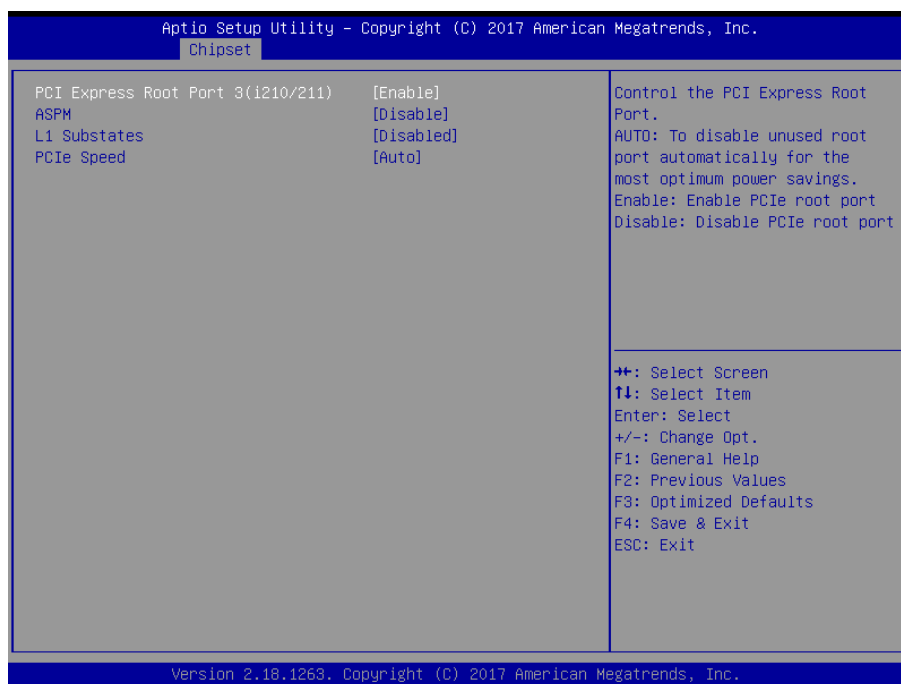 Aptio Setup Utility – Copyright (C) 2017 American Megatrends, Inc.
Chipset
PCI Express Root Port 3(i210/211) [Enable]
ASPM [Disable]
L1 Substates [Disabled]
PCIe Speed [Auto]
Control the PCI Express Root
Port.
AUTO: To disable unused root
port automatically for the
most optimum power savings.
Enable: Enable PCIe root port
Disable: Disable PCIe root port
→←: Select Screen
↑↓: Select Item
Enter: Select
+/-: Change Opt.
F1: General Help
F2: Previous Values
F3: Optimized Defaults
F4: Save & Exit
ESC: Exit
Version 2.18.1263. Copyright (C) 2017 American Megatrends, Inc.